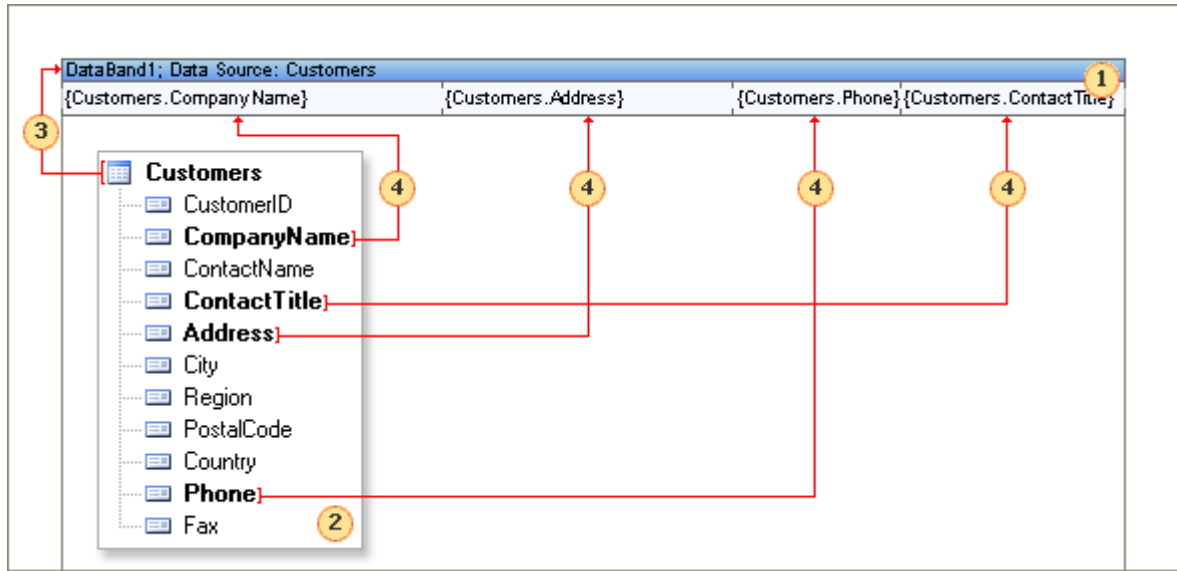 DataBand1; Data Source: Customers
1
{Customers.CompanyName} {Customers.Address} {Customers.Phone} {Customers.ContactTitle}
3
Customers
4 4 4 4
CustomerID
CompanyName
ContactName
ContactTitle
Address
City
Region
PostalCode
Country
Phone
Fax
2